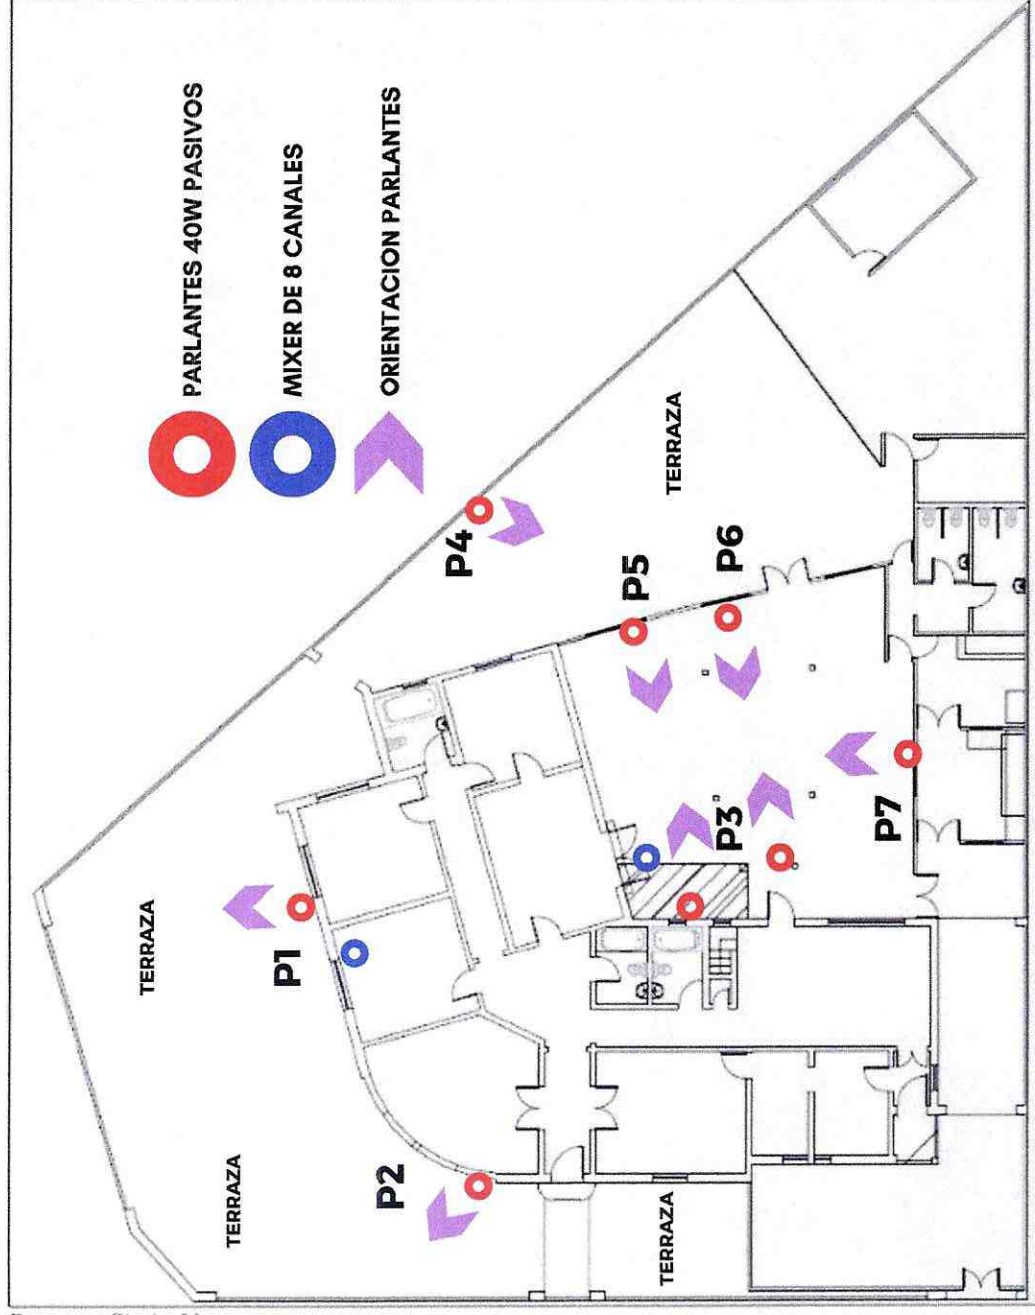 PARLANTES 40W PASIVOS
MIXER DE 8 CANALES
ORIENTACION PARLANTES
TERRAZA
P4
P5
P6
TERRAZA
P1
P3
P7
TERRAZA
P2
TERRAZA